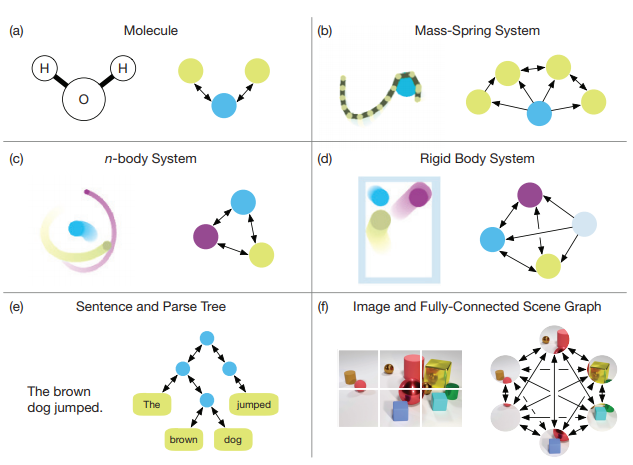 (a) Molecule
H H
O
(b) Mass-Spring System
(c) n-body System
(d) Rigid Body System
(e) Sentence and Parse Tree
The brown
dog jumped.
The jumped
brown dog
(f) Image and Fully-Connected Scene Graph